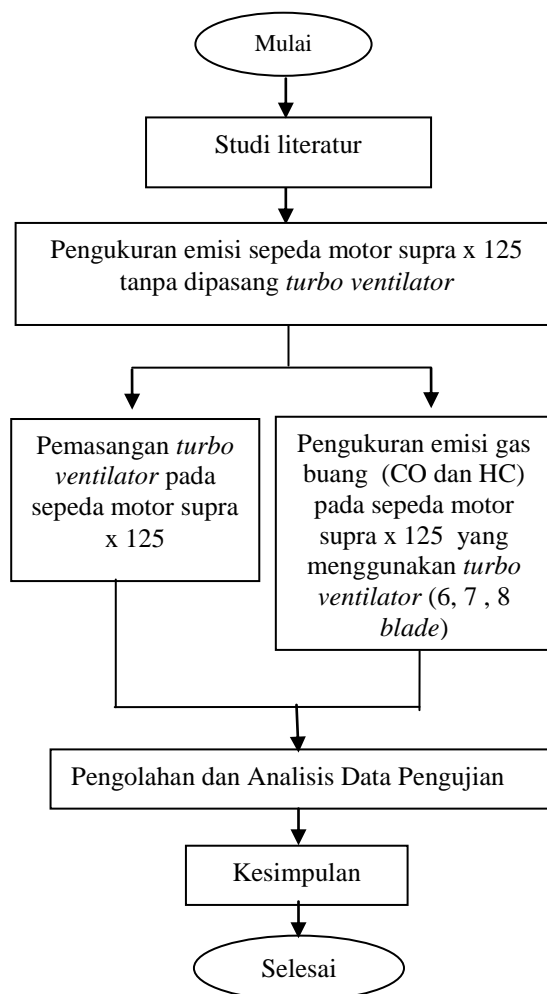 Mulai
Studi literatur
Pengukuran emisi sepeda motor supra x 125
tanpa dipasang turbo ventilator
Pemasangan turbo
ventilator pada
sepeda motor supra
x 125
Pengukuran emisi gas
buang (CO dan HC)
pada sepeda motor
supra x 125 yang
menggunakan turbo
ventilator (6, 7 , 8
blade)
Pengolahan dan Analisis Data Pengujian
Kesimpulan
Selesai